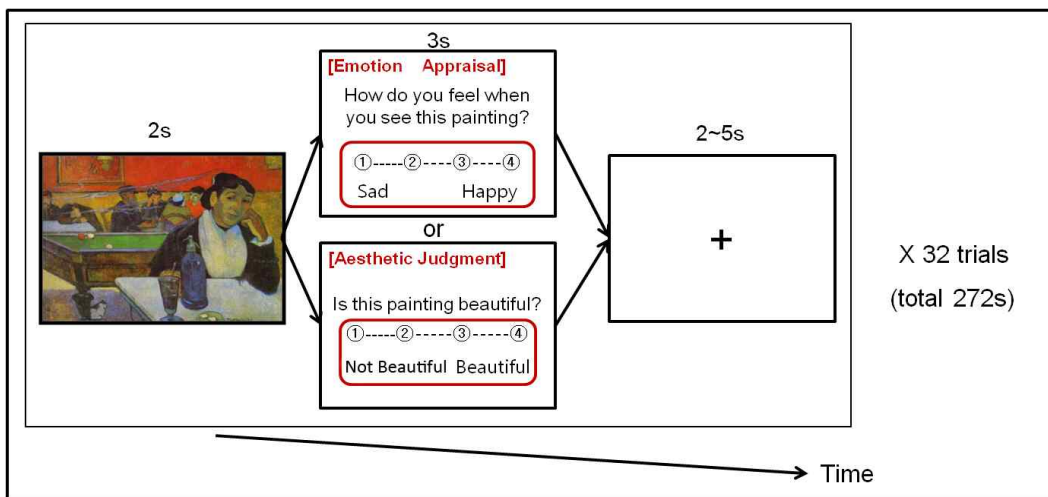 2s
3s
[Emotion Appraisal]
How do you feel when
you see this painting?
①-----②----③----④
Sad Happy
or
[Aesthetic Judgment]
Is this painting beautiful?
①-----②-----③-----④
Not Beautiful Beautiful
2~5s
+
X 32 trials
(total 272s)
Time